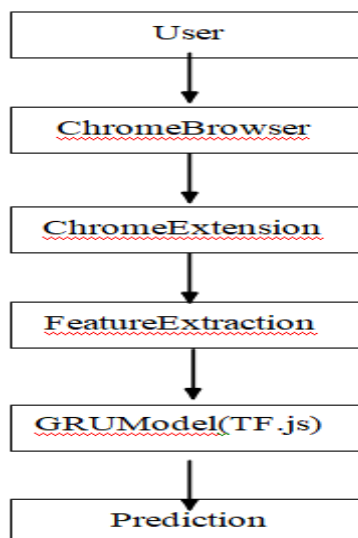 User
ChromeBrowser
ChromeExtension
FeatureExtraction
GRUModel(TF.js)
Prediction